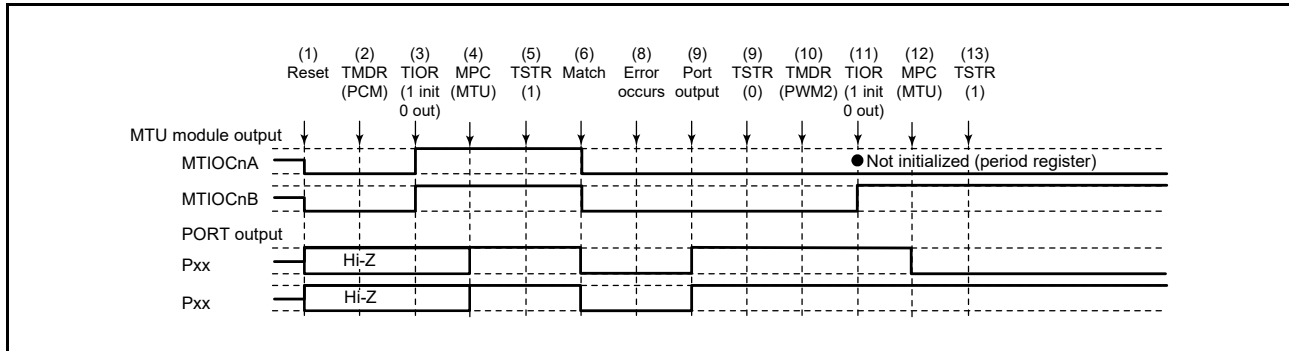 (1) (2) (3) (4) (5) (6) (8) (9) (9) (10) (11) (12) (13)
Reset TMDR TIOR MPC TSTR Match Error Port TSTR TMDR TIOR MPC TSTR
(PCM) (1 init (MTU) (1) occurs output (0) (PWM2) (1 init (MTU) (1)
0 out) 0 out)
MTU module output
MTIOCnA Not initialized (period register)
MTIOCnB
PORT output
Pxx Hi-Z
Pxx Hi-Z